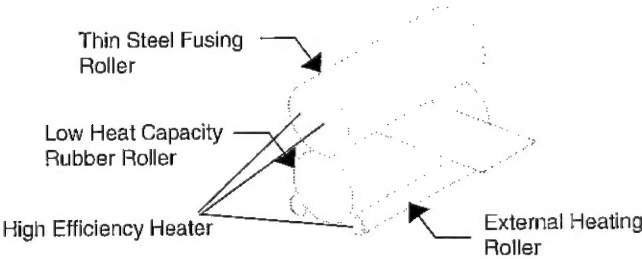 Thin Steel Fusing
Roller
Low Heat Capacity
Rubber Roller
High Efficiency Heater
External Heating
Roller